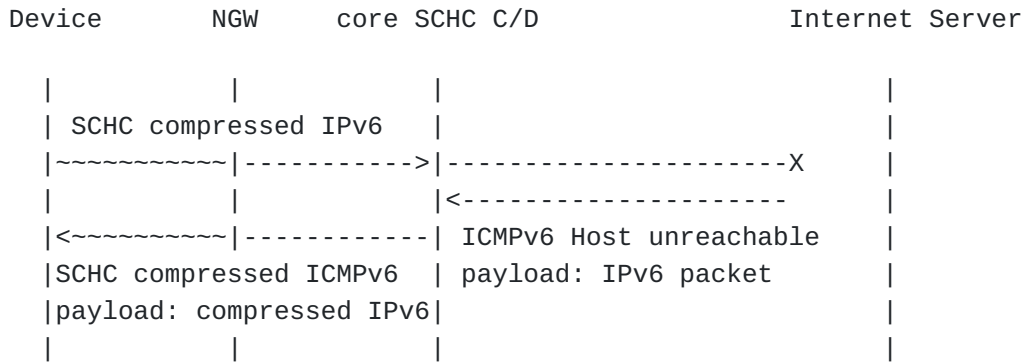 Device NGW core SCHC C/D Internet Server
| | | |
| SCHC compressed IPv6 | |
|~~~~~~~~~~~|----------->|----------------------X |
| | |<--------------------- |
|<~~~~~~~~~~|------------| ICMPv6 Host unreachable |
|SCHC compressed ICMPv6 | payload: IPv6 packet |
|payload: compressed IPv6| |
| | | |